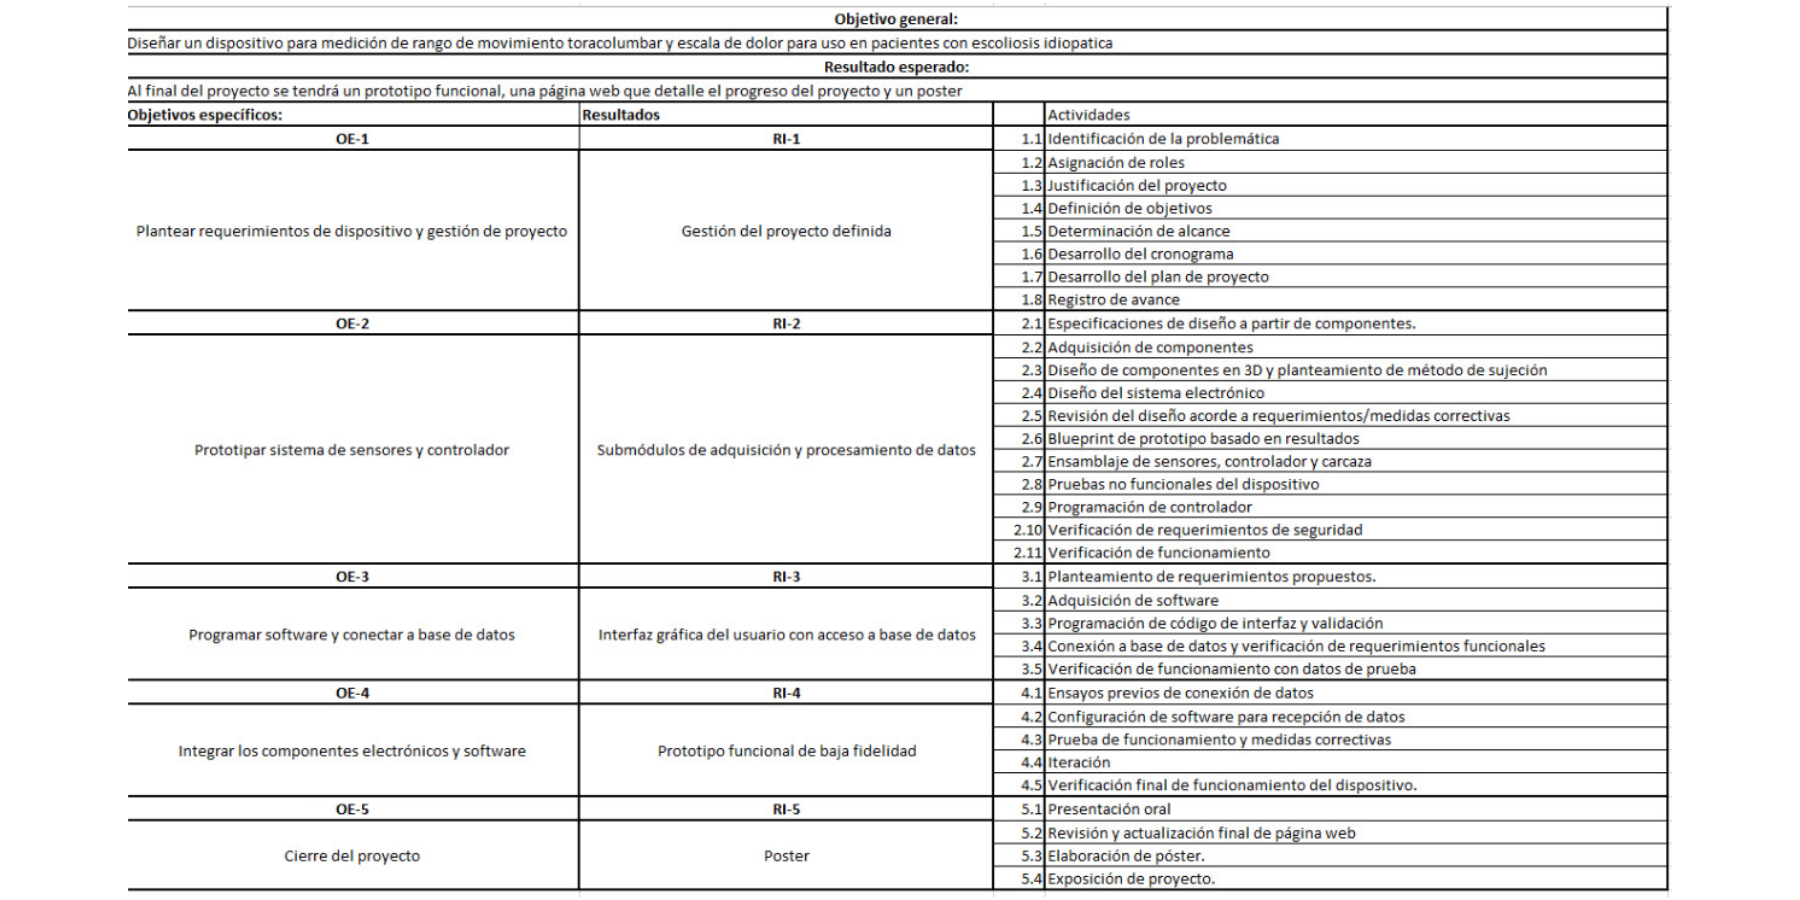 Objetivo general:
Diseñar un dispositivo para medición de rango de movimiento toracolumbar y escala de dolor para uso en pacientes con escoliosis idiopatica
Resultado esperado:
Al final del proyecto se tendrá un prototipo funcional, una página web que detalle el progreso del proyecto y un poster
Objetivos específicos: Resultados Actividades
OE-1 RI-1 1.1 Identificación de la problemática
1.2 Asignación de roles
1.3 Justificación del proyecto
1.4 Definición de objetivos
Plantear requerimientos de dispositivo y gestión de proyecto Gestión del proyecto definida 1.5 Determinación de alcance
1.6 Desarrollo del cronograma
1.7 Desarrollo del plan de proyecto
1.8 Registro de avance
OE-2 RI-2 2.1 Especificaciones de diseño a partir de componentes.
2.2 Adquisición de componentes
2.3 Diseño de componentes en 3D y planteamiento de método de sujeción
2.4 Diseño del sistema electrónico
2.5 Revisión del diseño acorde a requerimientos/medidas correctivas
2.6 Blueprint de prototipo basado en resultados
Prototipar sistema de sensores y controlador Submódulos de adquisición y procesamiento de datos
2.7 Ensamblaje de sensores, controlador y carcaza
2.8 Pruebas no funcionales del dispositivo
2.9 Programación de controlador
2.10 Verificación de requerimientos de seguridad
2.11 Verificación de funcionamiento
OE-3 RI-3 3.1 Planteamiento de requerimientos propuestos.
3.2 Adquisición de software
3.3 Programación de código de interfaz y validación
Programar software y conectar a base de datos Interfaz gráfica del usuario con acceso a base de datos
3.4 Conexión a base de datos y verificación de requerimientos funcionales
3.5 Verificación de funcionamiento con datos de prueba
OE-4 RI-4 4.1 Ensayos previos de conexión de datos
4.2 Configuración de software para recepción de datos
4.3 Prueba de funcionamiento y medidas correctivas
Integrar los componentes electrónicos y software Prototipo funcional de baja fidelidad
4.4 Iteración
4.5 Verificación final de funcionamiento del dispositivo.
OE-5 RI-5 5.1 Presentación oral
5.2 Revisión y actualización final de página web
Cierre del proyecto Poster 5.3 Elaboración de póster.
5.4 Exposición de proyecto.